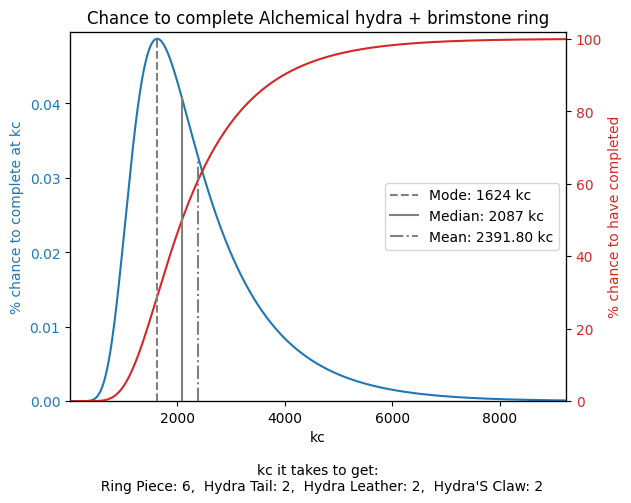 Chance to complete Alchemical hydra + brimstone ring
% chance to complete at kc
0.04
0.03
0.02
0.01
0.00
100
80
60
40
20
0
% chance to have completed
Mode: 1624 kc
Median: 2087 kc
Mean: 2391.80 kc
2000 4000 6000 8000
kc
kc it takes to get:
Ring Piece: 6, Hydra Tail: 2, Hydra Leather: 2, Hydra'S Claw: 2